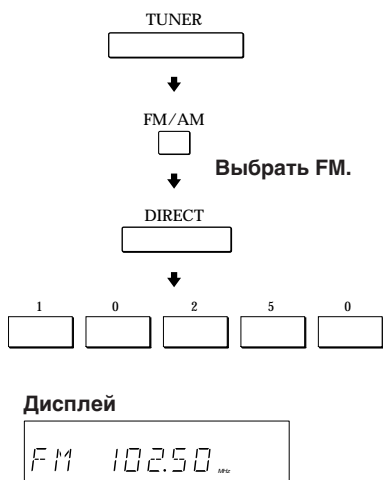 TUNER
FM/AM
Выбрать FM.
DIRECT
1 0 2 5 0
Дисплей
FM 102.50 MHz